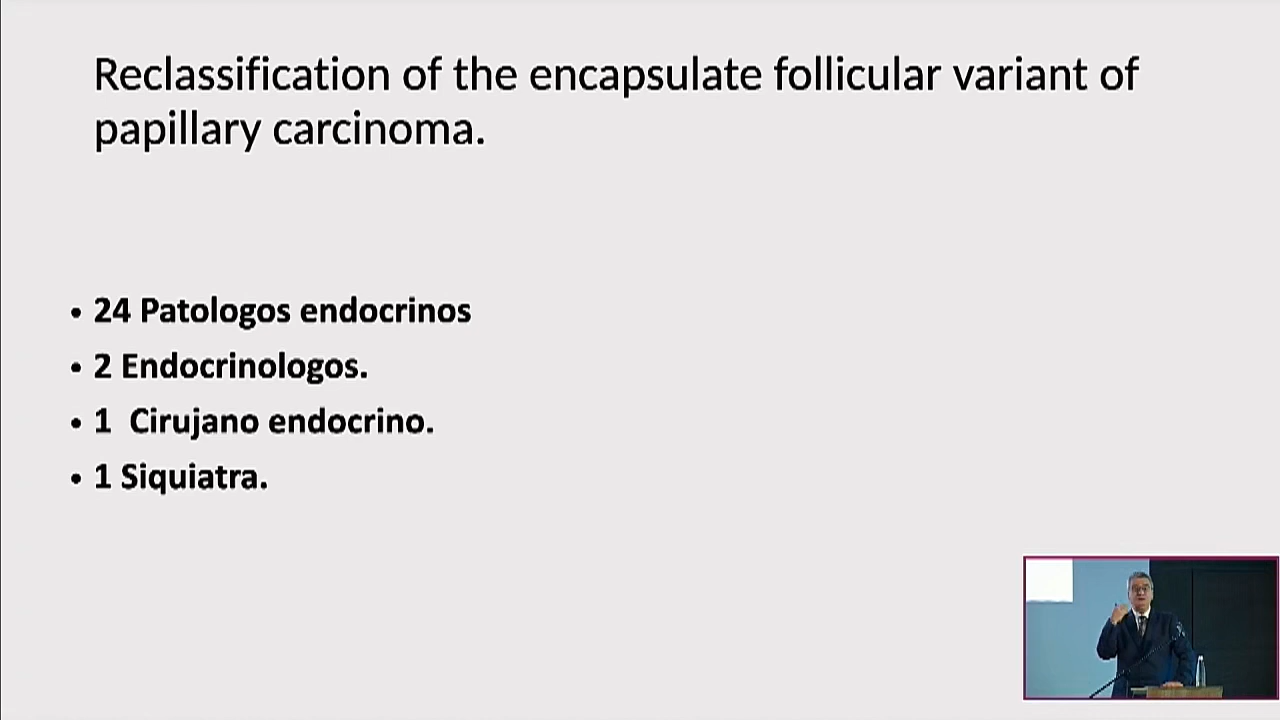 Reclassification of the encapsulate follicular variant of
papillary carcinoma.
• 24 Patologos endocrinos
• 2 Endocrinologos.
• 1  Cirujano endocrino.
• 1 Siquiatra.